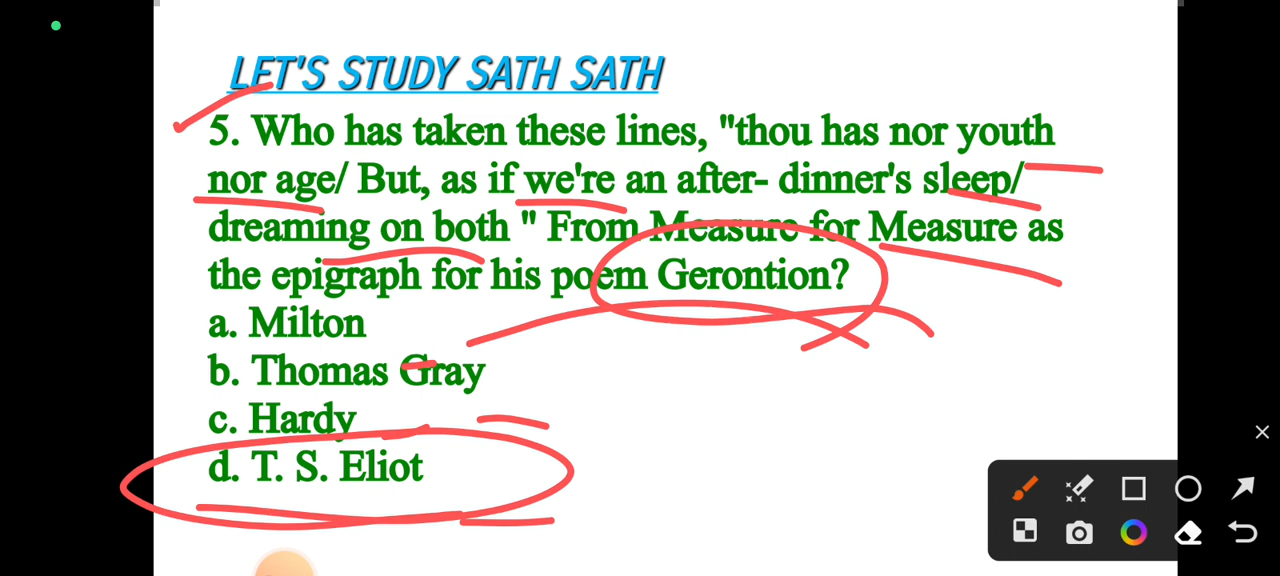 LET'S STUDY SATH SATH
5. Who has taken these lines, "thou has nor youth
nor age/ But, as if we're an after- dinner's sleep/
dreaming on both " From Measure for Measure as
the epigraph for his poem Gerontion?
a. Milton
b. Thomas Gray
c. Hardy
d. T. S. Eliot